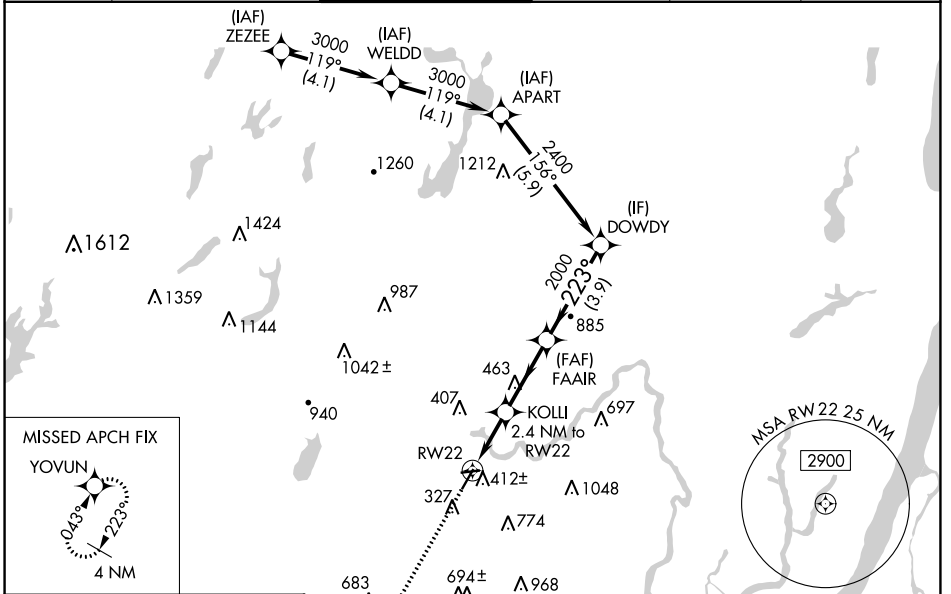 (IAF)
ZEZEE
3000
119°
(4.1)
(IAF)
WELDD
3000
119°
(4.1)
(IAF)
APART
2400
156°
(5.9)
1260
1212
(IF)
DOWDY
1612
1424
2000
223°
(3.9)
1359
987
1144
885
1042±
(FAF)
FAAIR
463
940
407
KOLLI
2.4 NM to
RW22
697
RW22
412±
327
1048
774
683
694±
968
MISSED APCH FIX
YOVUN
043°
223°
4 NM
MSA RW22 25 NM
2900